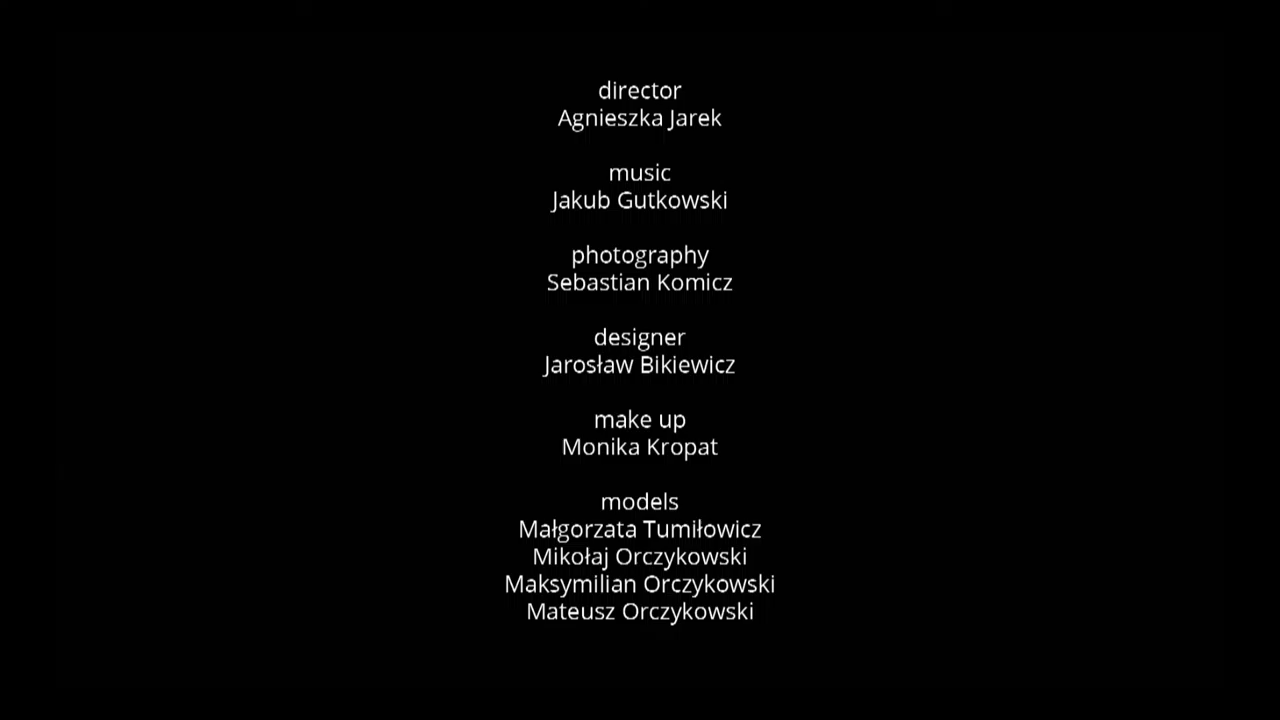 director
Agnieszka Jarek
music
Jakub Gutkowski
photography
Sebastian Komicz
designer
Jarosław Bikiewicz
make up
Monika Kropat
models
Małgorzata Tumiłowicz
Mikołaj Orczykowski
Maksymilian Orczykowski
Mateusz Orczykowski